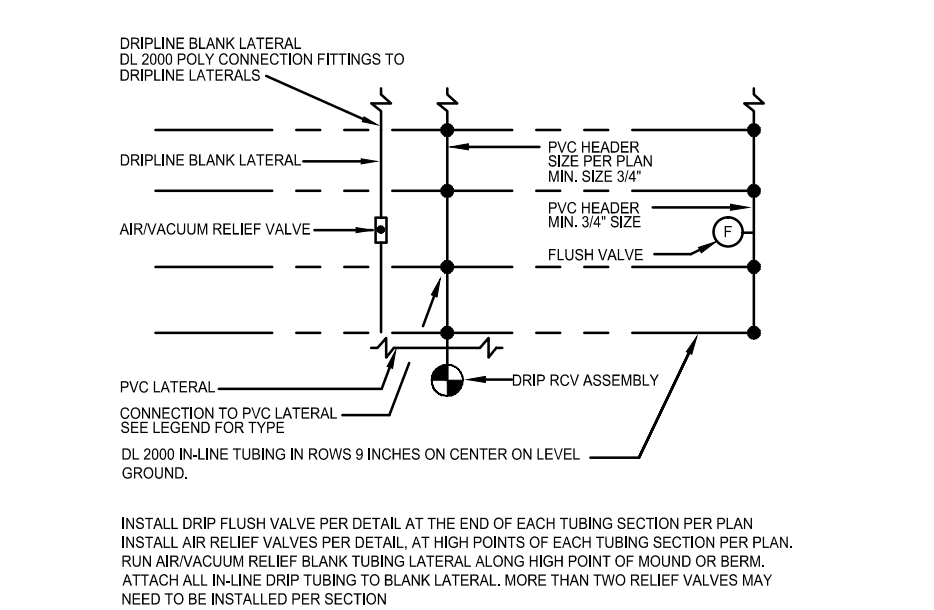 DRIPLINE BLANK LATERAL
DL 2000 POLY CONNECTION FITTINGS TO
DRIPLINE LATERALS
DRIPLINE BLANK LATERAL
AIR/VACUUM RELIEF VALVE
PVC HEADER
SIZE PER PLAN
MIN. SIZE 3/4"
PVC HEADER
MIN. 3/4" SIZE
F
FLUSH VALVE
PVC LATERAL
DRIP RCV ASSEMBLY
CONNECTION TO PVC LATERAL
SEE LEGEND FOR TYPE
DL 2000 IN-LINE TUBING IN ROWS 9 INCHES ON CENTER ON LEVEL
GROUND.
INSTALL DRIP FLUSH VALVE PER DETAIL AT THE END OF EACH TUBING SECTION PER PLAN
INSTALL AIR RELIEF VALVES PER DETAIL, AT HIGH POINTS OF EACH TUBING SECTION PER PLAN.
RUN AIR/VACUUM RELIEF BLANK TUBING LATERAL ALONG HIGH POINT OF MOUND OR BERM.
ATTACH ALL IN-LINE DRIP TUBING TO BLANK LATERAL. MORE THAN TWO RELIEF VALVES MAY
NEED TO BE INSTALLED PER SECTION